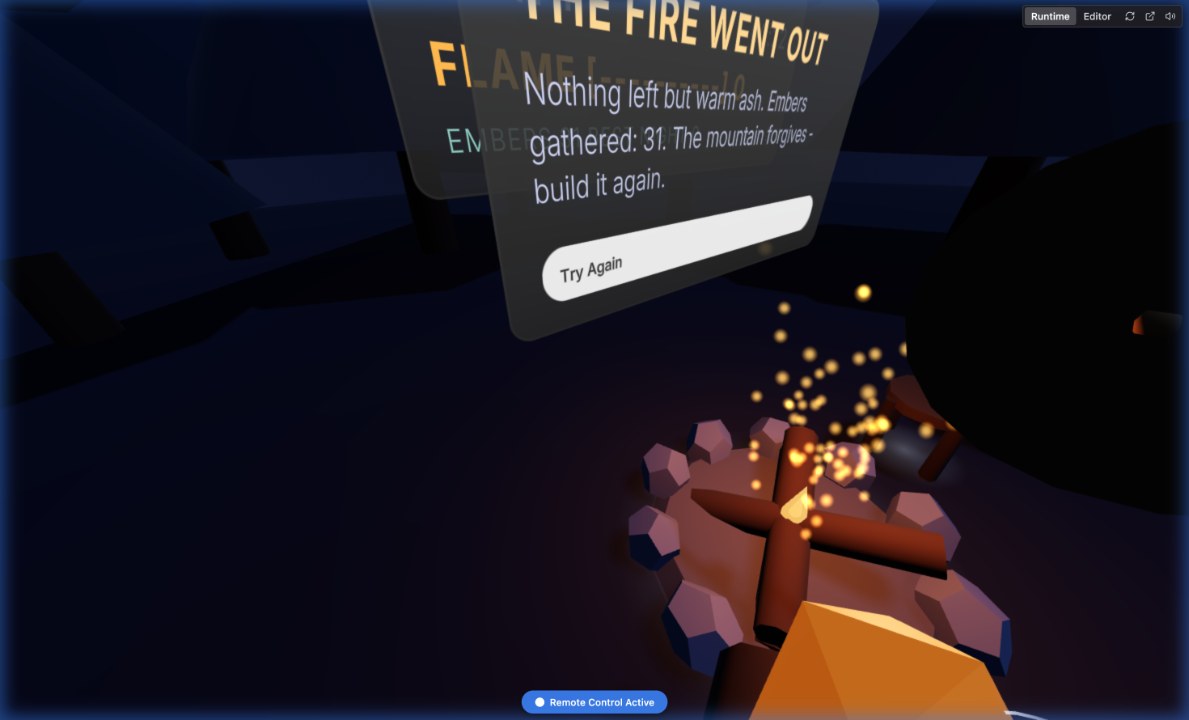 Runtime Editor
THE FIRE WENT OUT
FLAME
Nothing left but warm ash. Embers
gathered: 31. The mountain forgives -
build it again.
EMBERS
Try Again
Remote Control Active